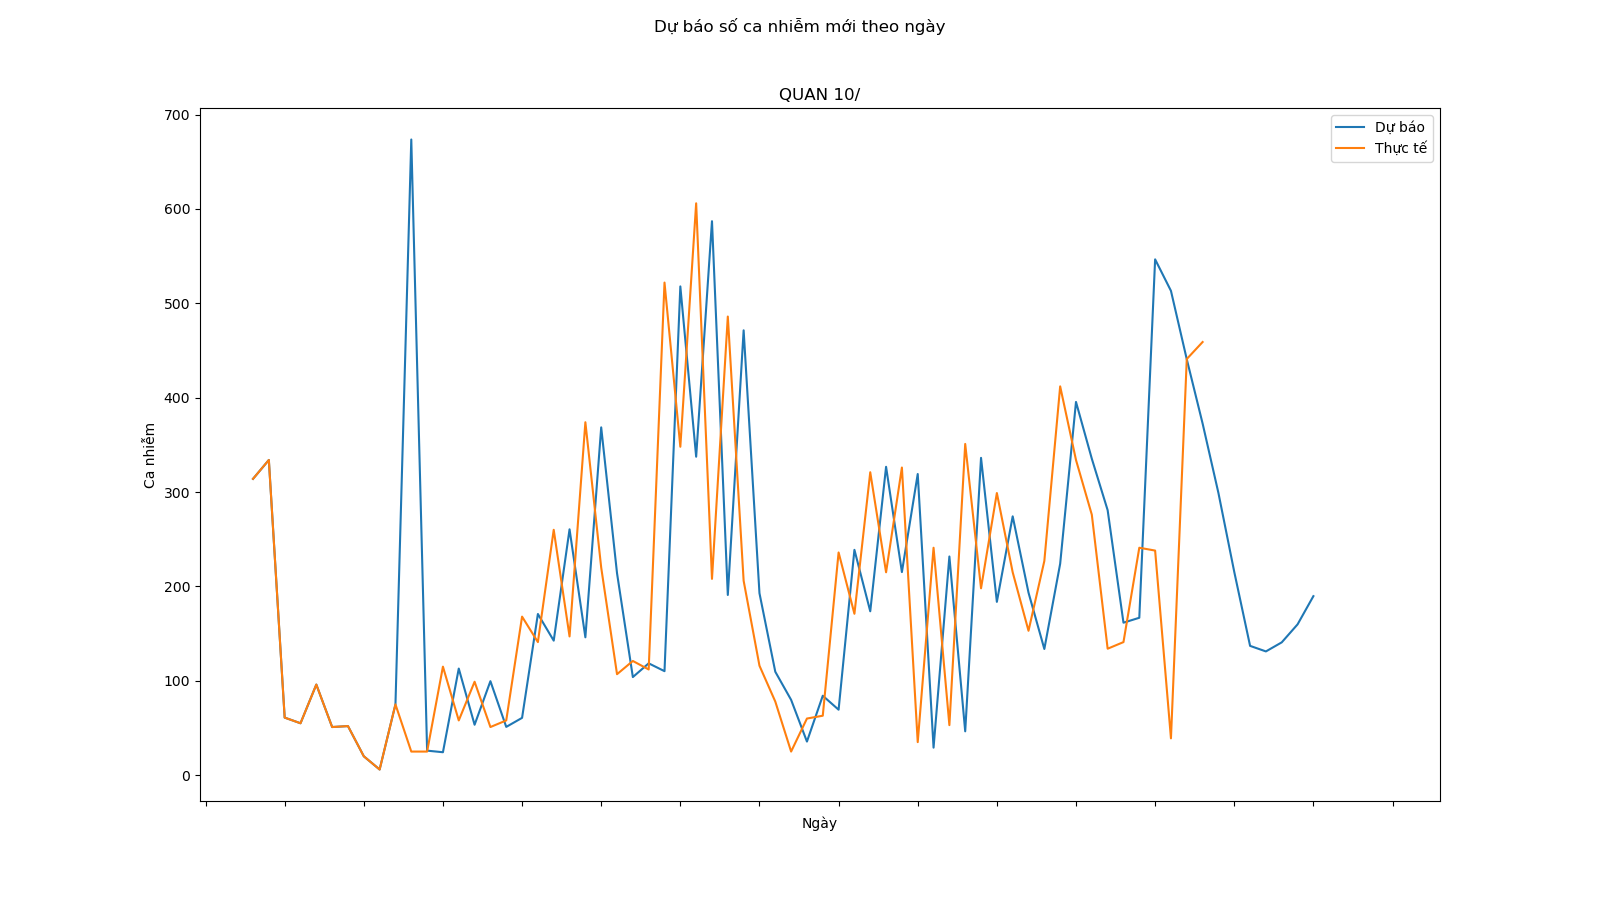 Dự báo số ca nhiễm mới theo ngày
QUAN 10/
700
600
500
400
300
200
100
0
Ca nhiễm
Ngày
Dự báo
Thực tế